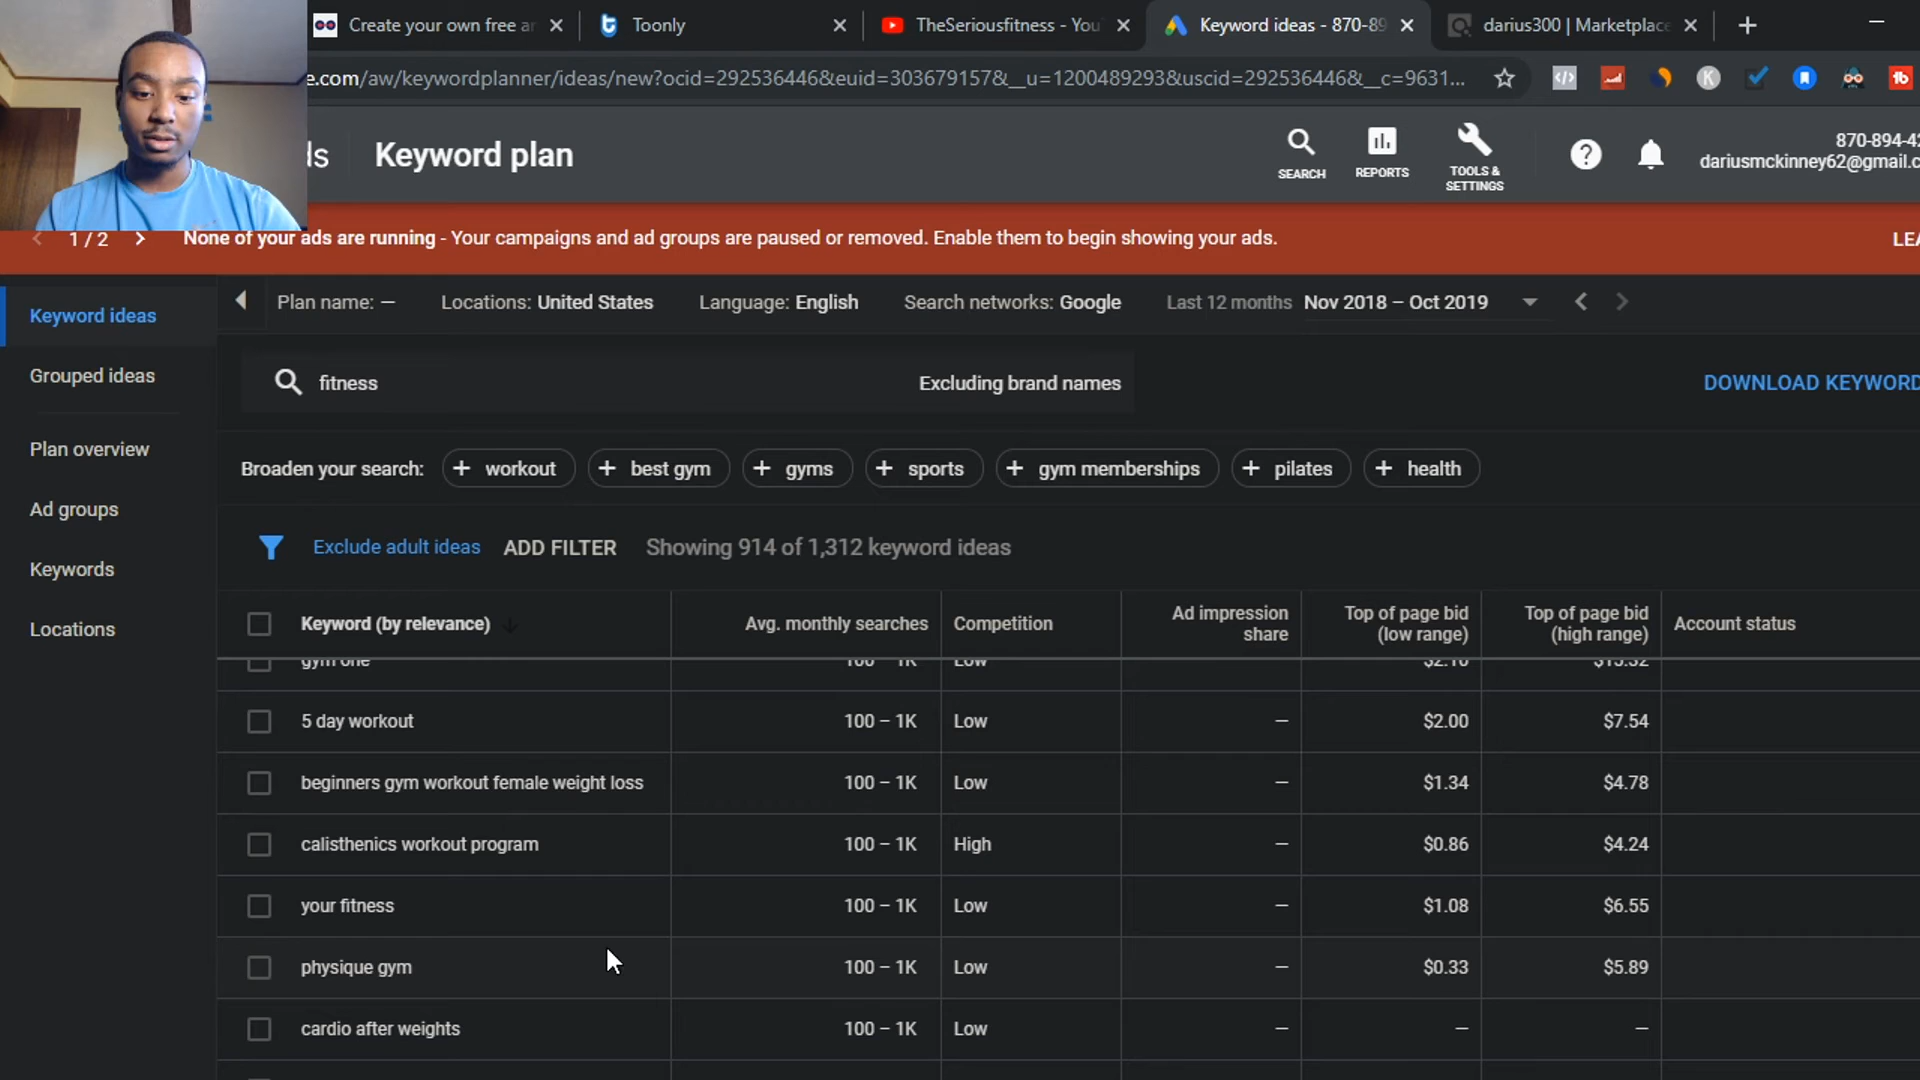 Create your own free an
Toonly
TheSeriousfitness - You
Keyword ideas - 870-89
darius300 | Marketplace
e.com/aw/keywordplanner/ideas/new?ocid=292536446&euid=303679157&__u=1200489293&uscid=292536446&__c=9631...
ds
Keyword plan
SEARCH
REPORTS
TOOLS & SETTINGS
870-894-42
dariusmckinney62@gmail.c
1 / 2
None of your ads are running - Your campaigns and ad groups are paused or removed. Enable them to begin showing your ads.
LEA
Keyword ideas
Grouped ideas
Plan overview
Ad groups
Keywords
Locations
Plan name: —
Locations: United States
Language: English
Search networks: Google
Last 12 months Nov 2018 – Oct 2019
fitness
Excluding brand names
DOWNLOAD KEYWORD
Broaden your search:
+ workout
+ best gym
+ gyms
+ sports
+ gym memberships
+ pilates
+ health
Exclude adult ideas
ADD FILTER
Showing 914 of 1,312 keyword ideas
Keyword (by relevance)
Avg. monthly searches
Competition
Ad impression share
Top of page bid (low range)
Top of page bid (high range)
Account status
gym one 100 – 1K Low
5 day workout 100 – 1K Low — $2.00 $7.54
beginners gym workout female weight loss 100 – 1K Low — $1.34 $4.78
calisthenics workout program 100 – 1K High — $0.86 $4.24
your fitness 100 – 1K Low — $1.08 $6.55
physique gym 100 – 1K Low — $0.33 $5.89
cardio after weights 100 – 1K Low — — —